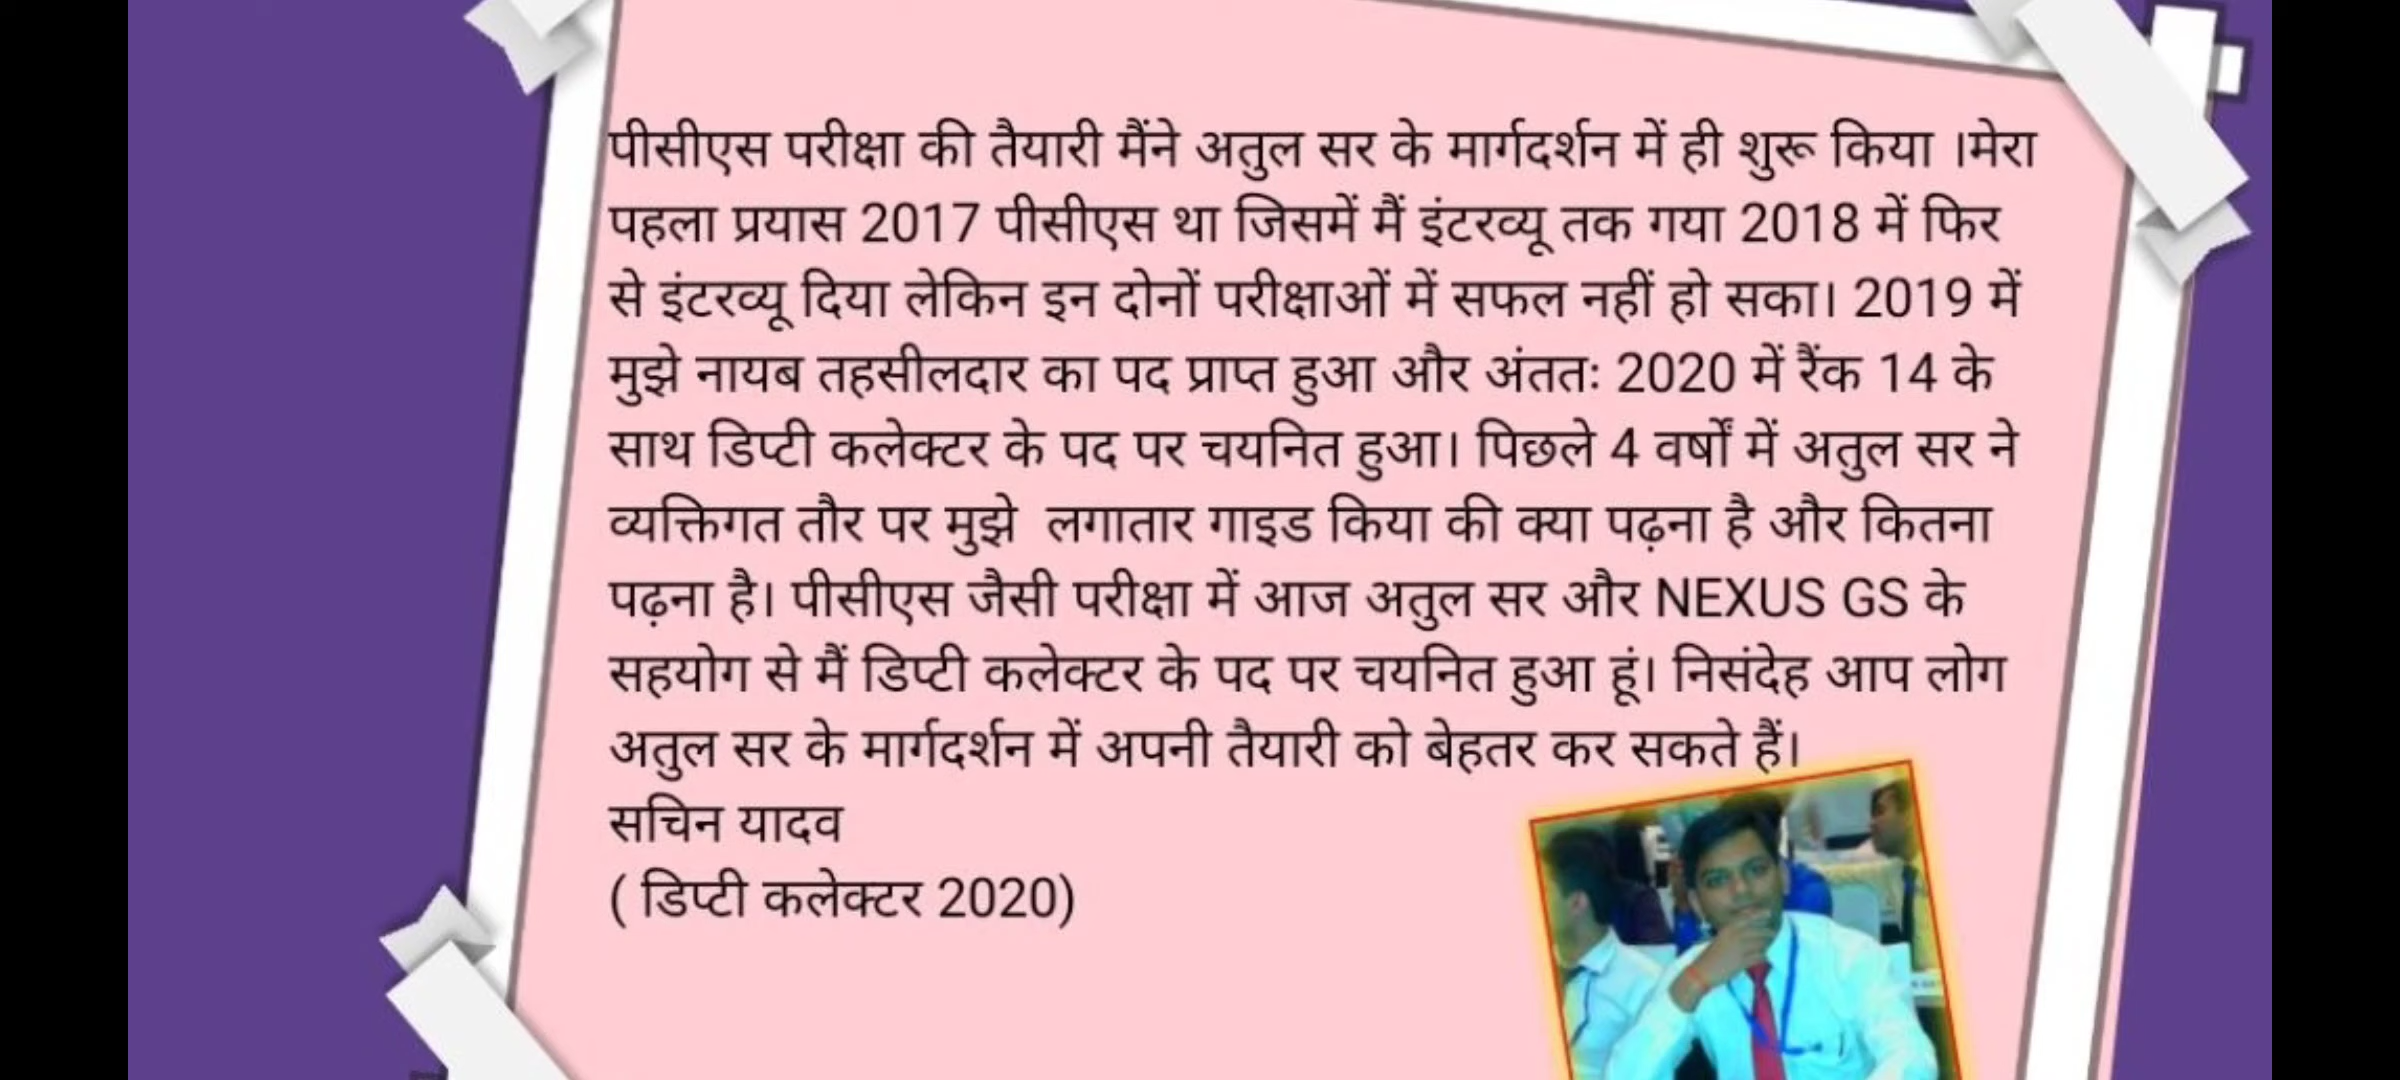 पीसीएस परीक्षा की तैयारी मैंने अतुल सर के मार्गदर्शन में ही शुरू किया ।मेरा
पहला प्रयास 2017 पीसीएस था जिसमें मैं इंटरव्यू तक गया 2018 में फिर
से इंटरव्यू दिया लेकिन इन दोनों परीक्षाओं में सफल नहीं हो सका। 2019 में
मुझे नायब तहसीलदार का पद प्राप्त हुआ और अंततः 2020 में रैंक 14 के
साथ डिप्टी कलेक्टर के पद पर चयनित हुआ। पिछले 4 वर्षों में अतुल सर ने
व्यक्तिगत तौर पर मुझे  लगातार गाइड किया की क्या पढ़ना है और कितना
पढ़ना है। पीसीएस जैसी परीक्षा में आज अतुल सर और NEXUS GS के
सहयोग से मैं डिप्टी कलेक्टर के पद पर चयनित हुआ हूं। निसंदेह आप लोग
अतुल सर के मार्गदर्शन में अपनी तैयारी को बेहतर कर सकते हैं।
सचिन यादव
( डिप्टी कलेक्टर 2020)